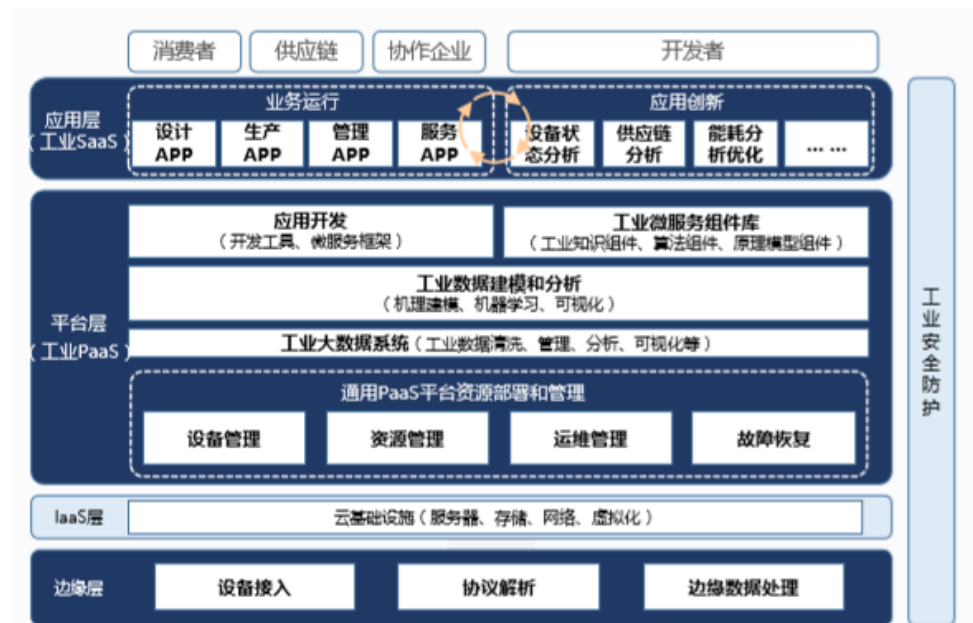 消费者 供应链 协作企业 开发者
业务运行 应用创新
应用层
（工业SaaS）
设计
APP
生产
APP
管理
APP
服务
APP
设备状
态分析
供应链
分析
能耗分
析优化
... ...
应用开发
（开发工具、微服务框架）
工业微服务组件库
（工业知识组件、算法组件、原理模型组件）
工业数据建模和分析
（机理建模、机器学习、可视化）
平台层
（工业PaaS）
工业大数据系统（工业数据清洗、管理、分析、可视化等）
通用PaaS平台资源部署和管理
设备管理 资源管理 运维管理 故障恢复
IaaS层
云基础设施（服务器、存储、网络、虚拟化）
边缘层
设备接入 协议解析 边缘数据处理
工
业
安
全
防
护